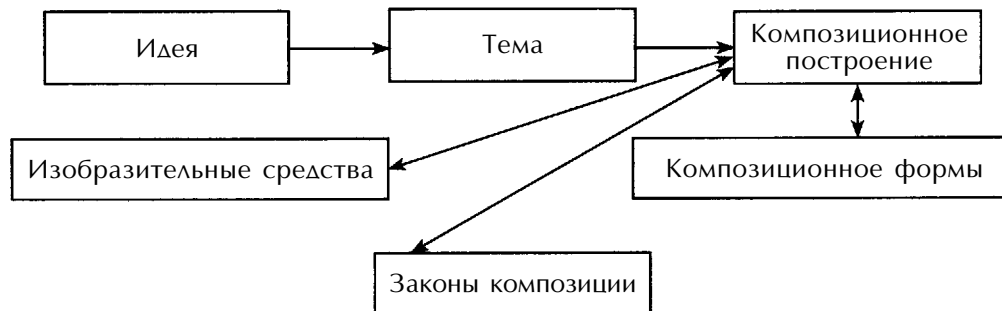 Идея
Тема
Композиционное
построение
Изобразительные средства
Композиционное формы
Законы композиции